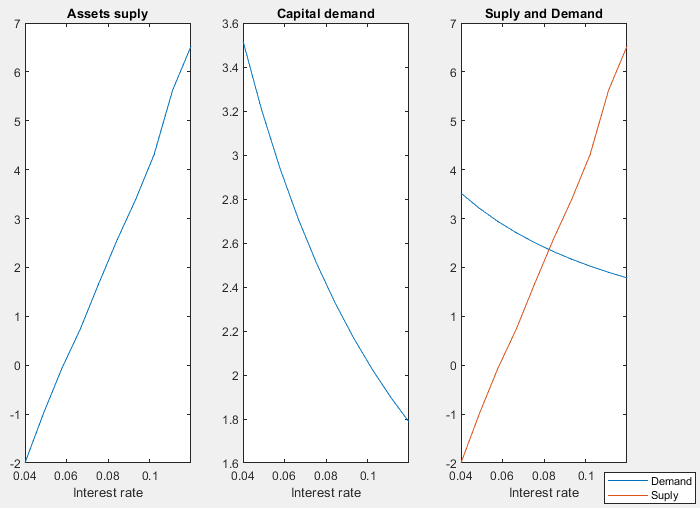 Assets suply
7
6
5
4
3
2
1
0
-1
-2
0.04 0.06 0.08 0.1
Interest rate
Capital demand
3.6
3.4
3.2
3
2.8
2.6
2.4
2.2
2
1.8
1.6
0.04 0.06 0.08 0.1
Interest rate
Suply and Demand
7
6
5
4
3
2
1
0
-1
-2
0.04 0.06 0.08 0.1
Interest rate
Demand
Suply